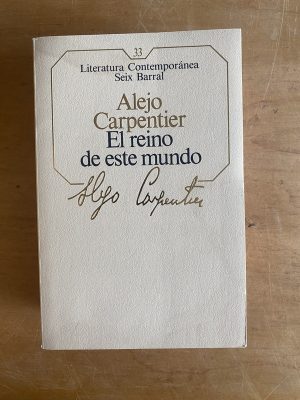 33
Literatura Contemporánea
Seix Barral
Alejo
Carpentier
El reino
de este mundo
Alejo Carpentier